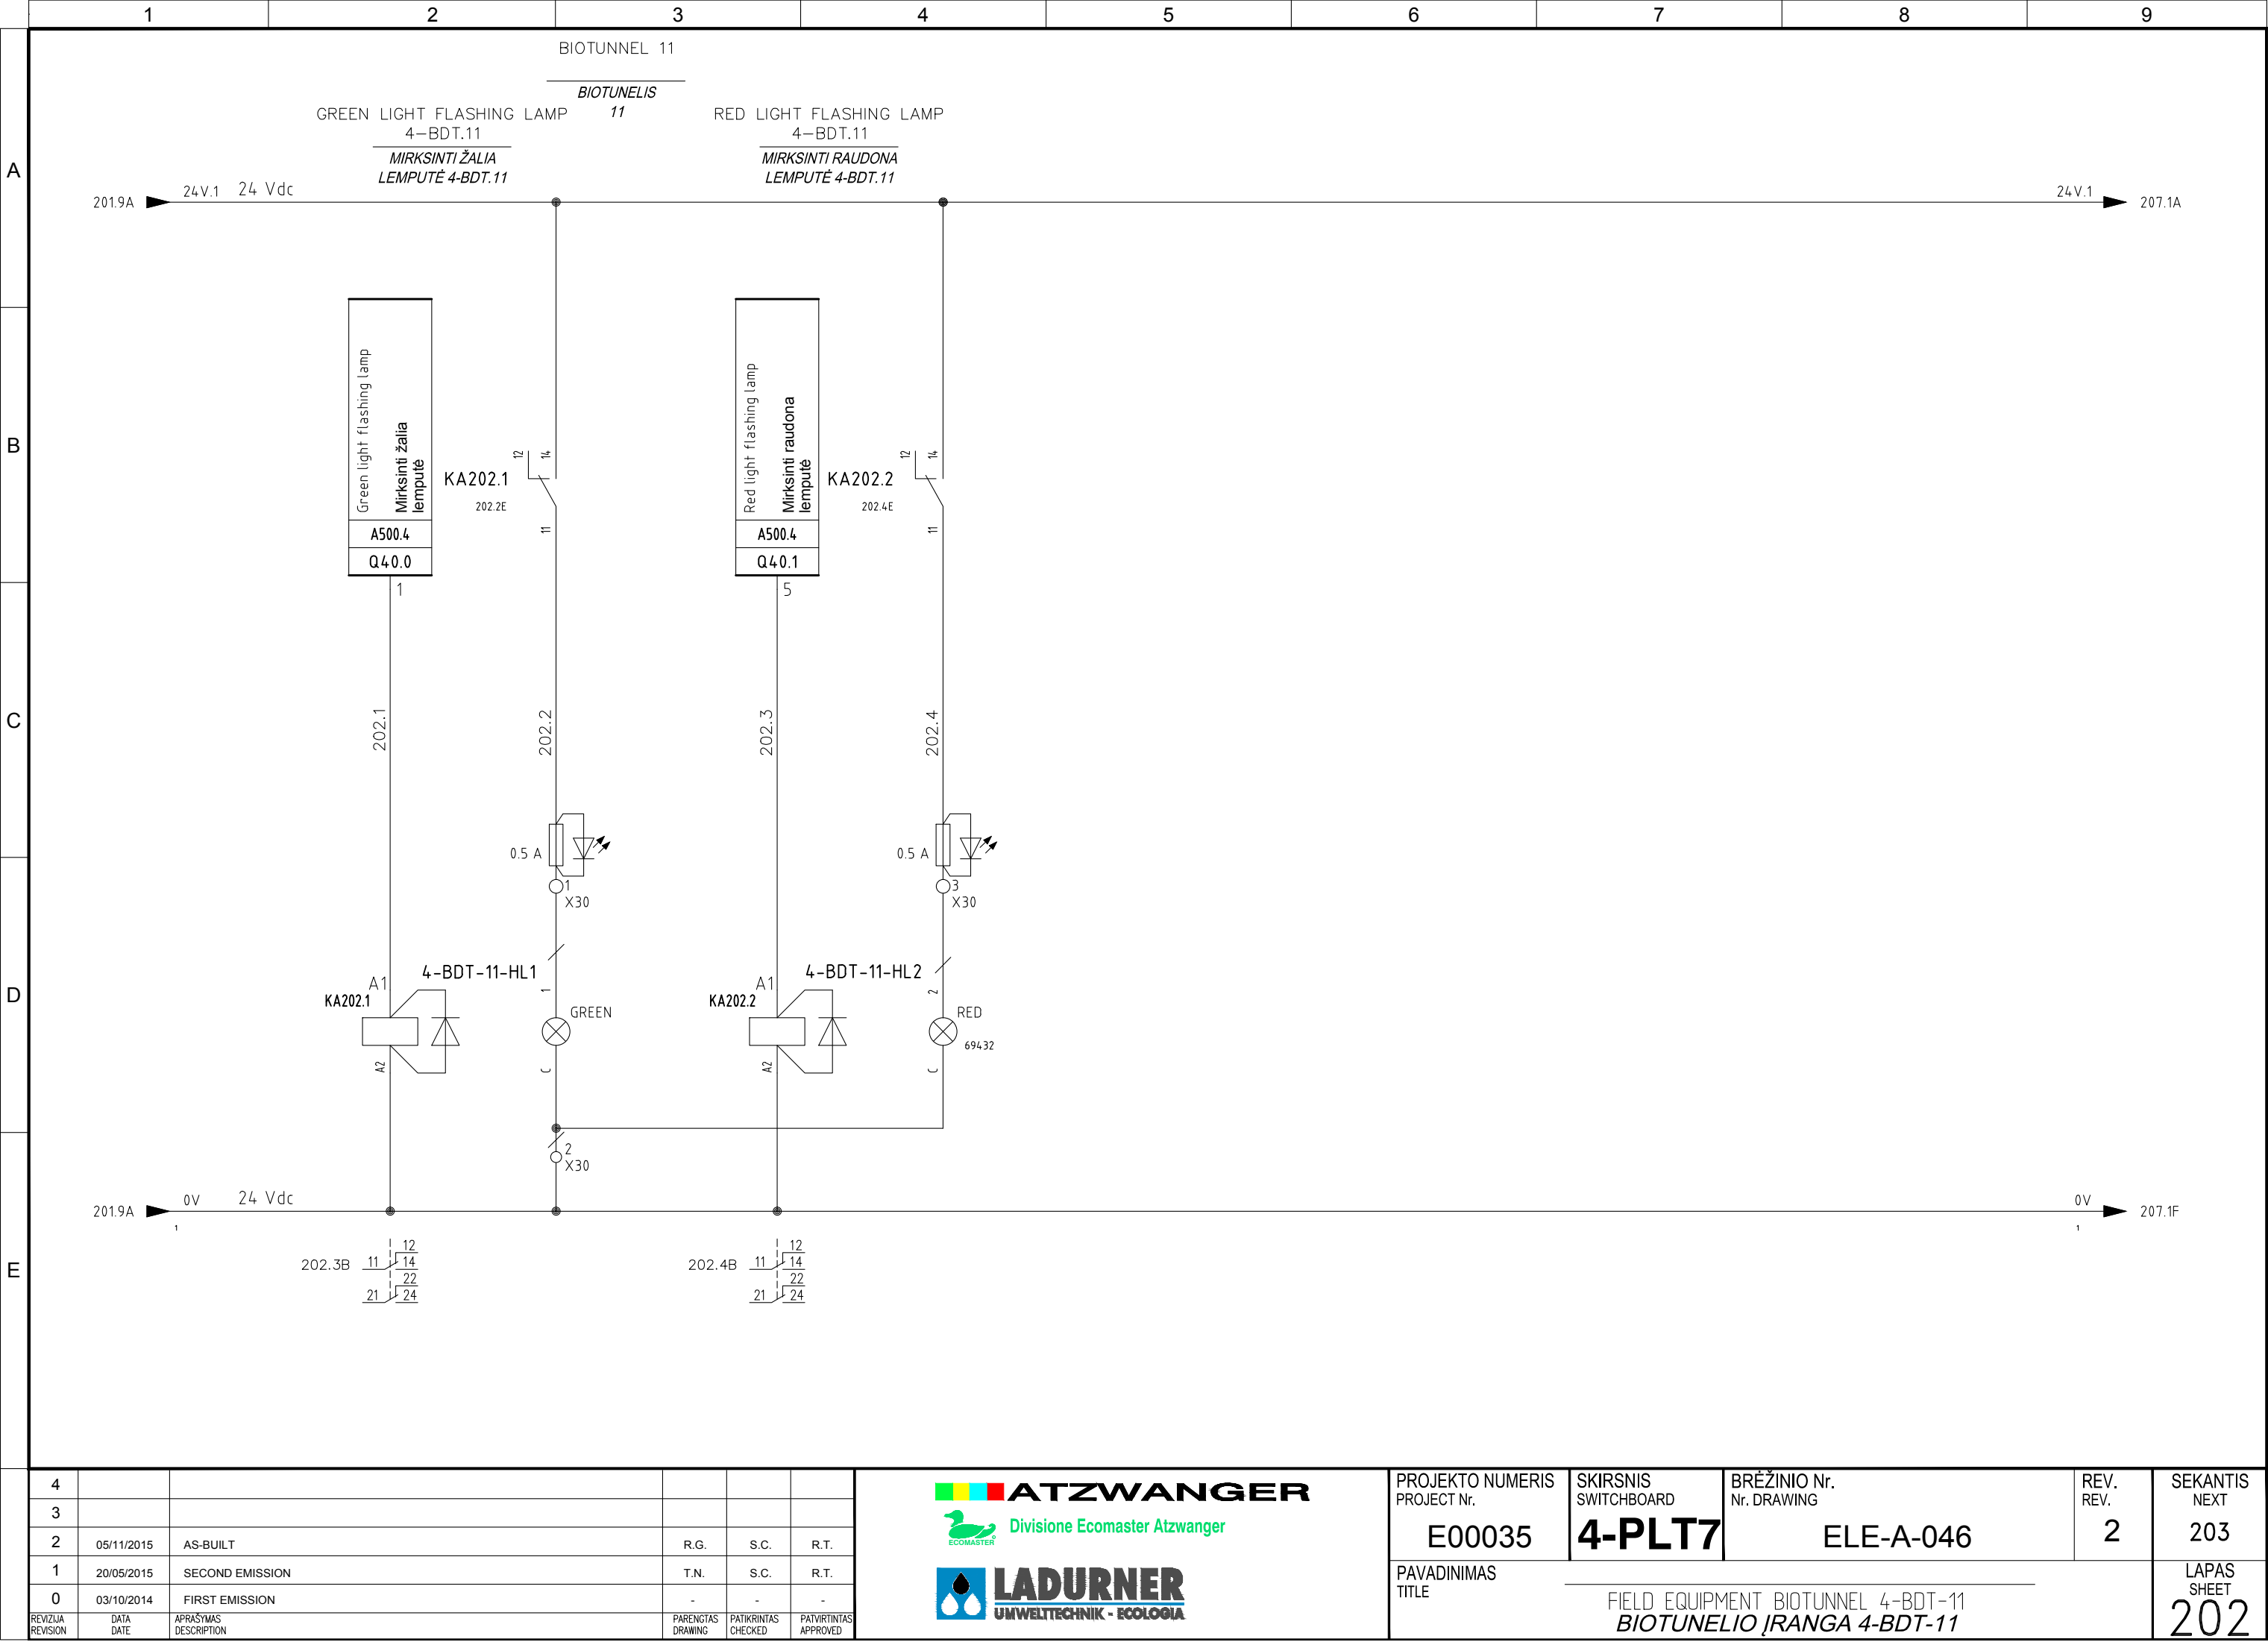 1 2 3 4 5 6 7 8 9
BIOTUNNEL 11
BIOTUNELIS
11
GREEN LIGHT FLASHING LAMP
4-BDT.11
MIRKSINTI ŽALIA
LEMPUTĖ 4-BDT.11
RED LIGHT FLASHING LAMP
4-BDT.11
MIRKSINTI RAUDONA
LEMPUTĖ 4-BDT.11
A
201.9A 24V.1 24 Vdc
24V.1 207.1A
B
Green light flashing lamp
Mirksinti žalia
lemputė
A500.4
Q40.0
1
KA202.1
202.2E
12 14
11
Red light flashing lamp
Mirksinti raudona
lemputė
A500.4
Q40.1
5
KA202.2
202.4E
12 14
11
C
202.1
202.2
202.3
202.4
0.5 A
1
X30
0.5 A
3
X30
D
A1
KA202.1
A2
4-BDT-11-HL1
1
GREEN
C
A1
KA202.2
A2
4-BDT-11-HL2
2
RED
69432
C
2
X30
201.9A 0V 24 Vdc
1
0V 207.1F
1
E
202.3B 11 12
14
22
21 24
202.4B 11 12
14
22
21 24
4
3
2 05/11/2015 AS-BUILT R.G. S.C. R.T.
1 20/05/2015 SECOND EMISSION T.N. S.C. R.T.
0 03/10/2014 FIRST EMISSION - - -
REVIZIJA DATA APRAŠYMAS PARENGTAS PATIKRINTAS PATVIRTINTAS
REVISION DATE DESCRIPTION DRAWING CHECKED APPROVED
ATZWANGER
ECOMASTER
Divisione Ecomaster Atzwanger
LADURNER
UMWELTTECHNIK - ECOLOGIA
PROJEKTO NUMERIS
PROJECT Nr.
E00035
SKIRSNIS
SWITCHBOARD
4-PLT7
BRĖŽINIO Nr.
Nr. DRAWING
ELE-A-046
REV.
REV.
2
SEKANTIS
NEXT
203
PAVADINIMAS
TITLE
FIELD EQUIPMENT BIOTUNNEL 4-BDT-11
BIOTUNELIO ĮRANGA 4-BDT-11
LAPAS
SHEET
202